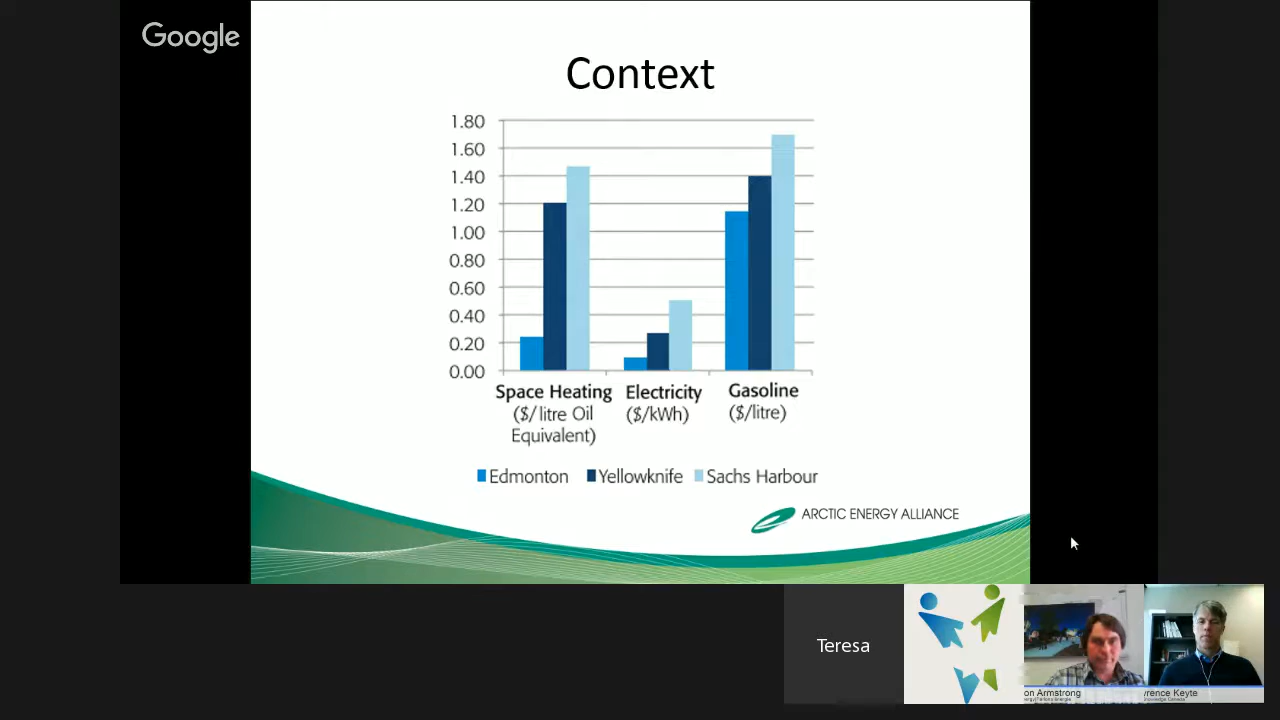 Google
Context
1.80
1.60
1.40
1.20
1.00
0.80
0.60
0.40
0.20
0.00
Space Heating
($/litre Oil
Equivalent)
Electricity
($/kWh)
Gasoline
($/litre)
Edmonton Yellowknife Sachs Harbour
ARCTIC ENERGY ALLIANCE
Teresa
on Armstrong
wrence Keyte